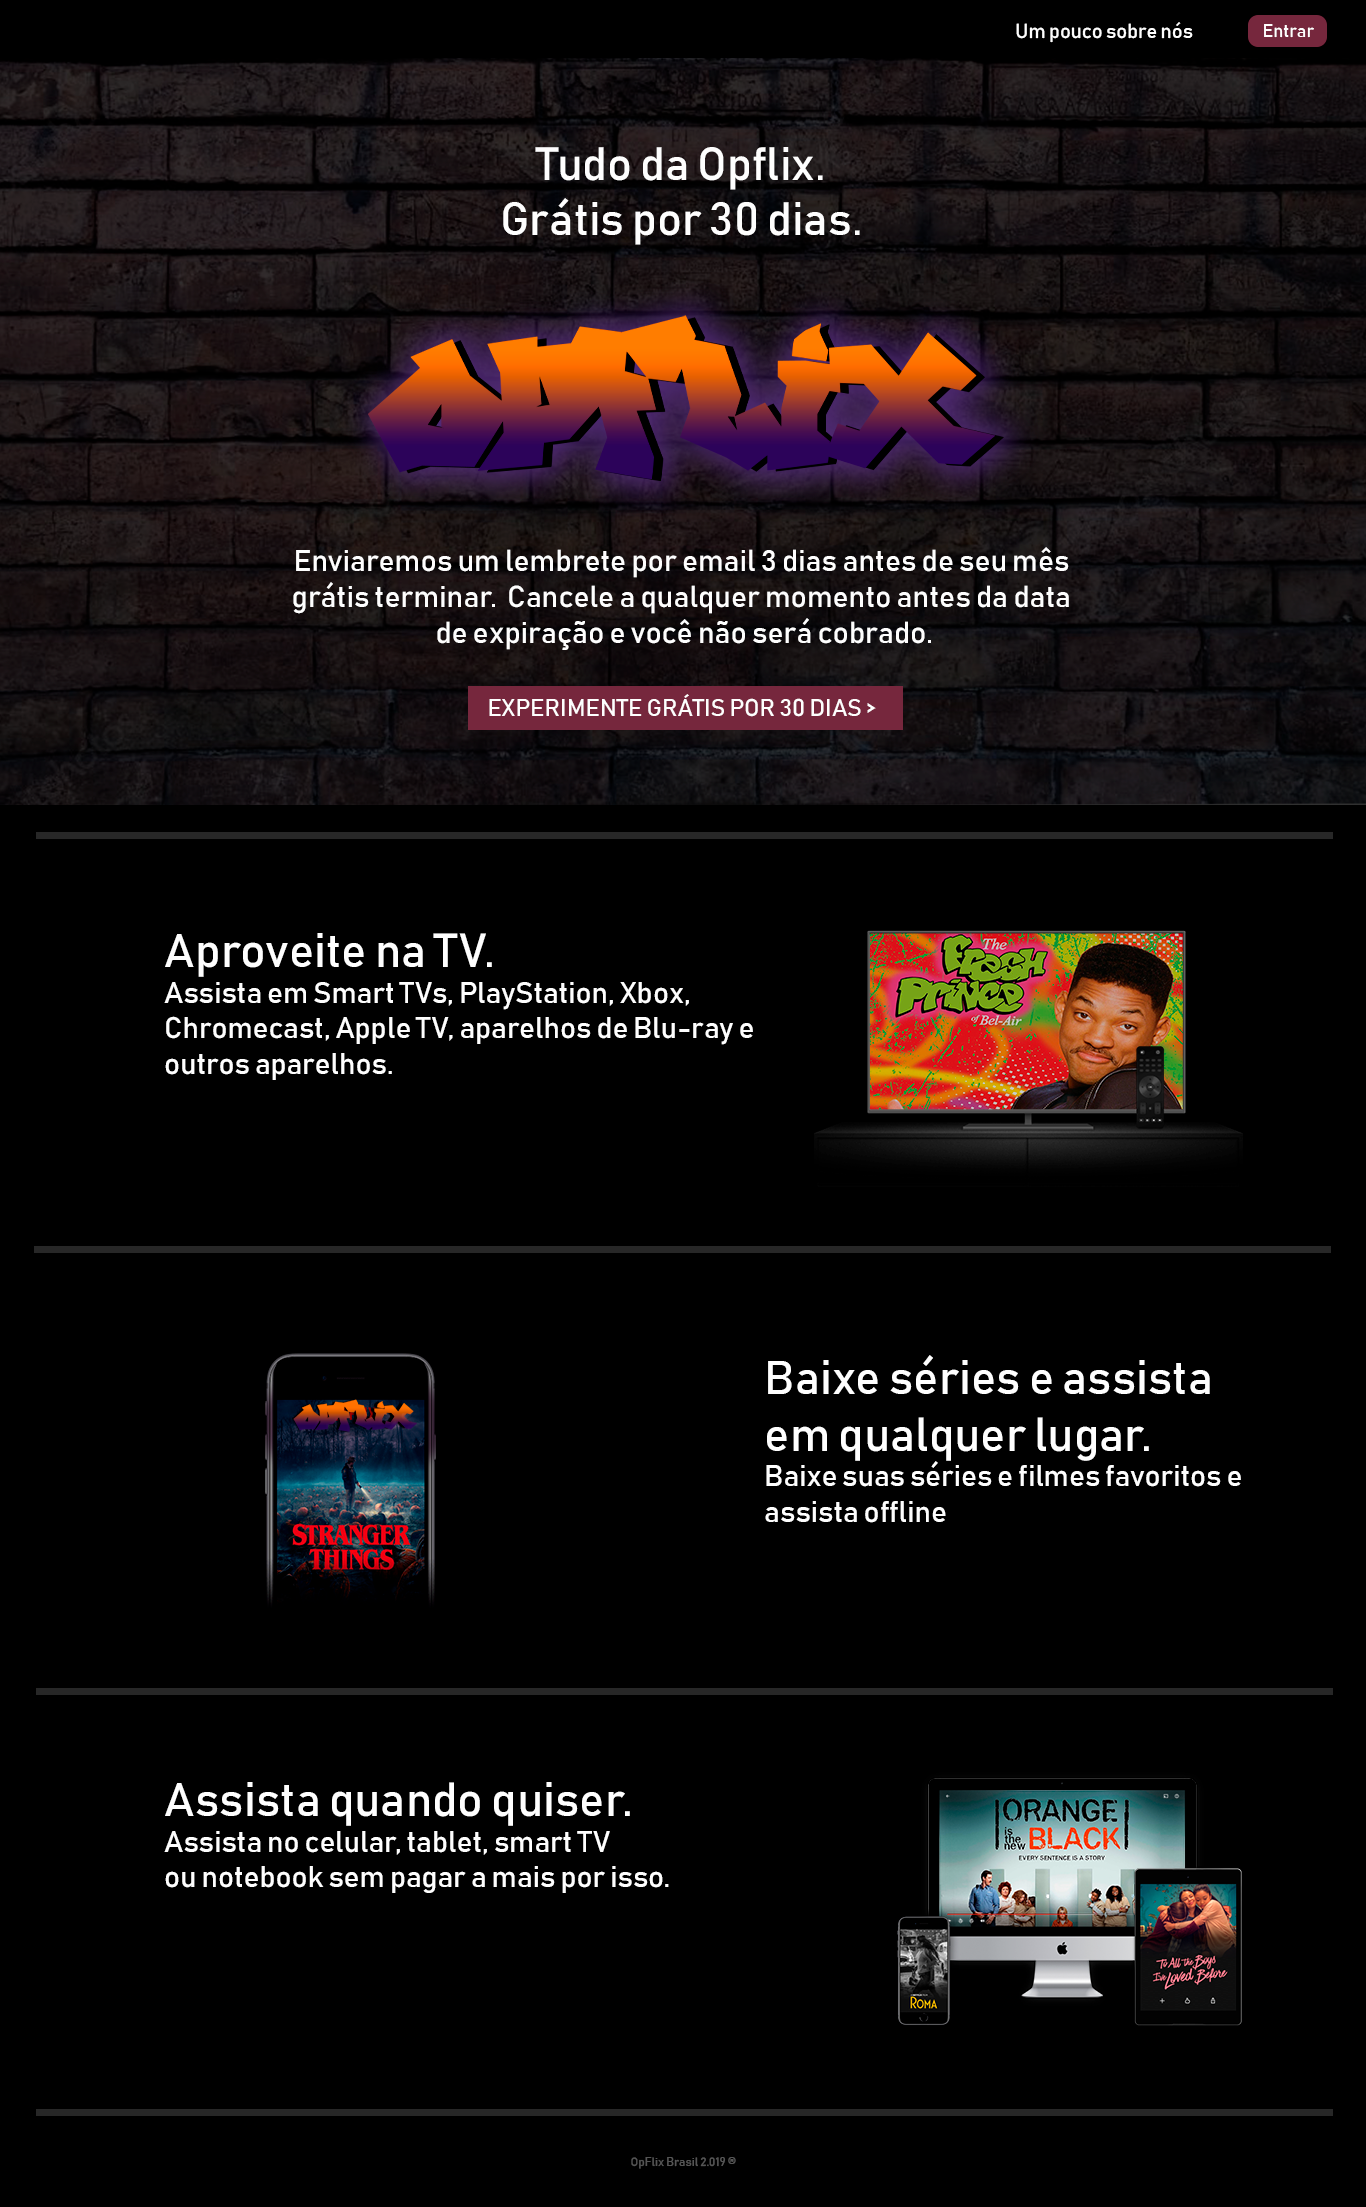 Um pouco sobre nós
Entrar
Tudo da Opflix.
Grátis por 30 dias.
OPFLIX
Enviaremos um lembrete por email 3 dias antes de seu mês
grátis terminar. Cancele a qualquer momento antes da data
de expiração e você não será cobrado.
EXPERIMENTE GRÁTIS POR 30 DIAS >
Aproveite na TV.
Assista em Smart TVs, PlayStation, Xbox,
Chromecast, Apple TV, aparelhos de Blu-ray e
outros aparelhos.
The
Fresh
Prince
of Bel-Air
OPFLIX
STRANGER
THINGS
Baixe séries e assista
em qualquer lugar.
Baixe suas séries e filmes favoritos e
assista offline
Assista quando quiser.
Assista no celular, tablet, smart TV
ou notebook sem pagar a mais por isso.
ORANGE
is the new BLACK
EVERY SENTENCE IS A STORY
ROMA
To All The Boys
I've Loved Before
OpFlix Brasil 2.019 ®